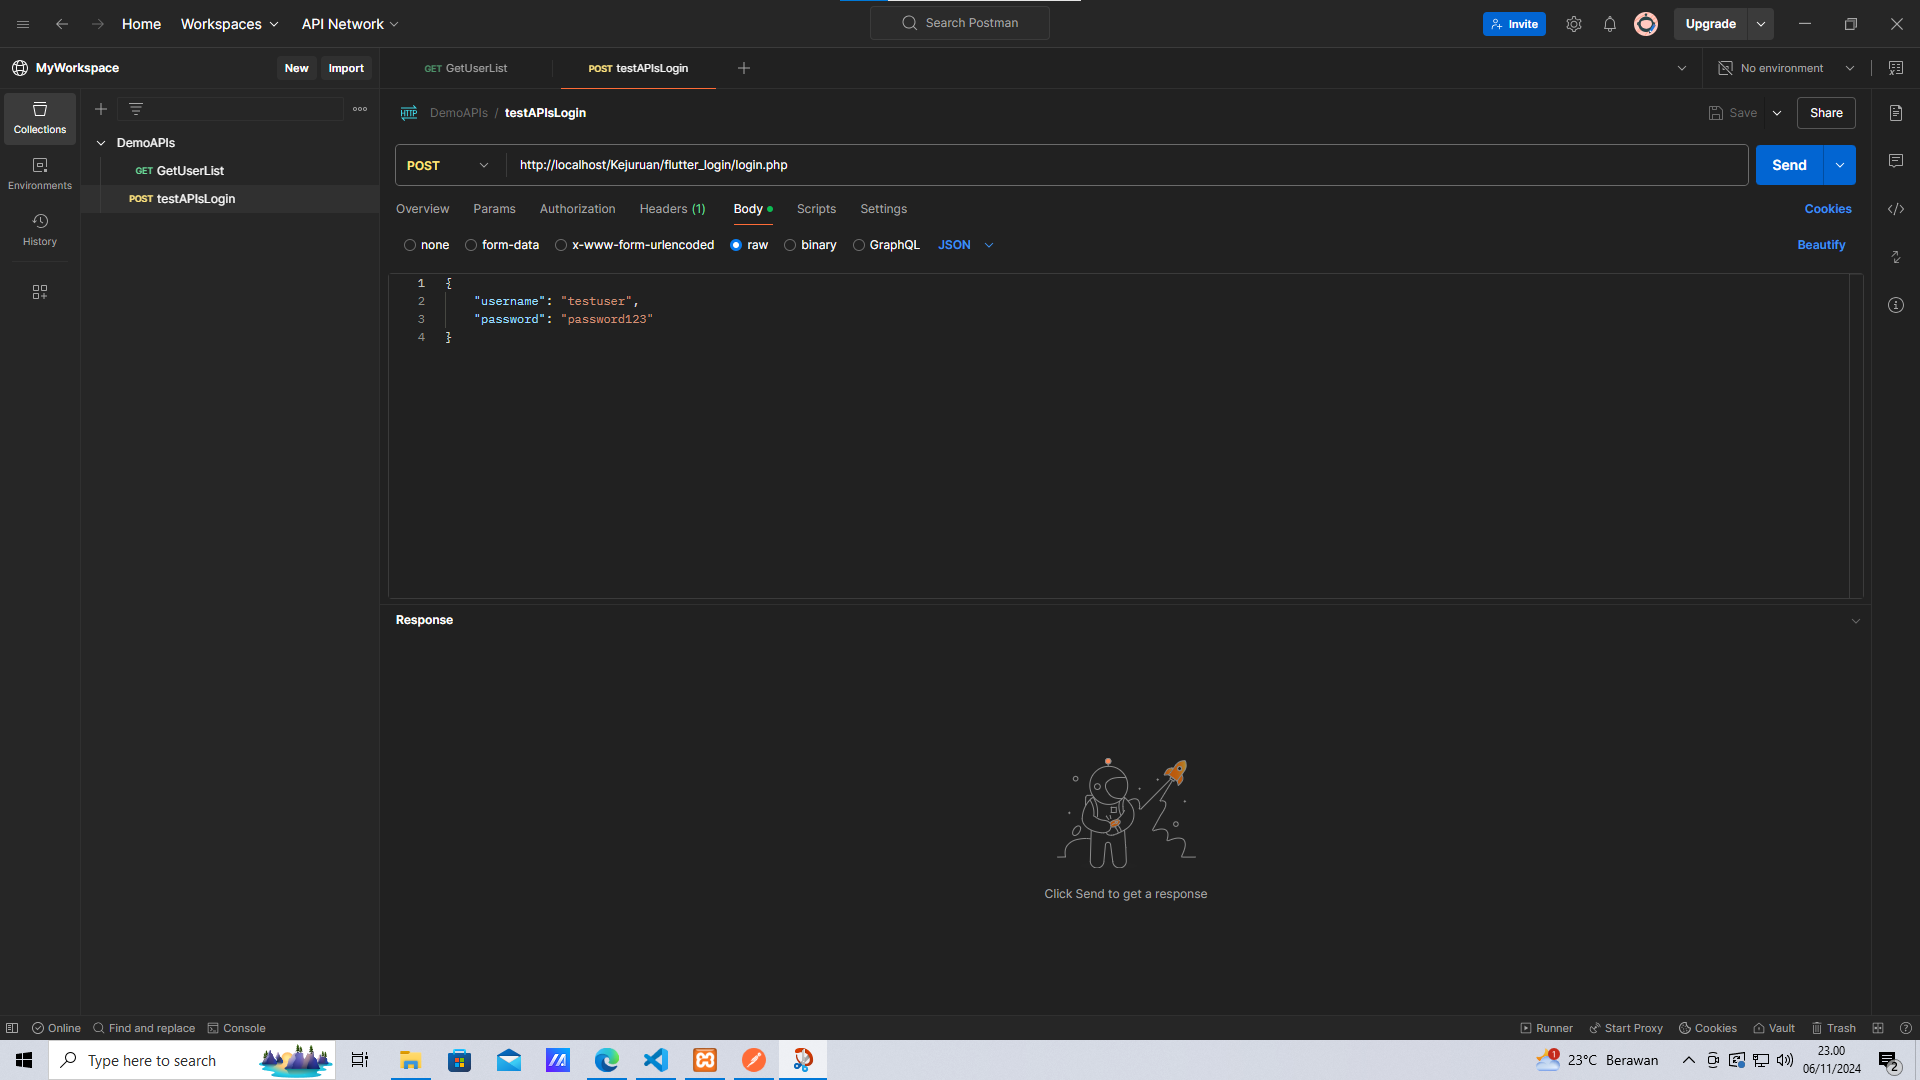 Home Workspaces API Network Search Postman Invite Upgrade
MyWorkspace New Import GET GetUserList POST testAPIsLogin No environment
HTTP DemoAPIs / testAPIsLogin Save Share
Collections
DemoAPIs
GET GetUserList
POST testAPIsLogin
Environments
History
POST http://localhost/Kejuruan/flutter_login/login.php Send
Overview Params Authorization Headers (1) Body Scripts Settings Cookies
none form-data x-www-form-urlencoded raw binary GraphQL JSON Beautify
1 {
2 "username": "testuser",
3 "password": "password123"
4 }
Response
Click Send to get a response
Online Find and replace Console Runner Start Proxy Cookies Vault Trash
Type here to search 1 23°C Berawan 23.00
06/11/2024 2